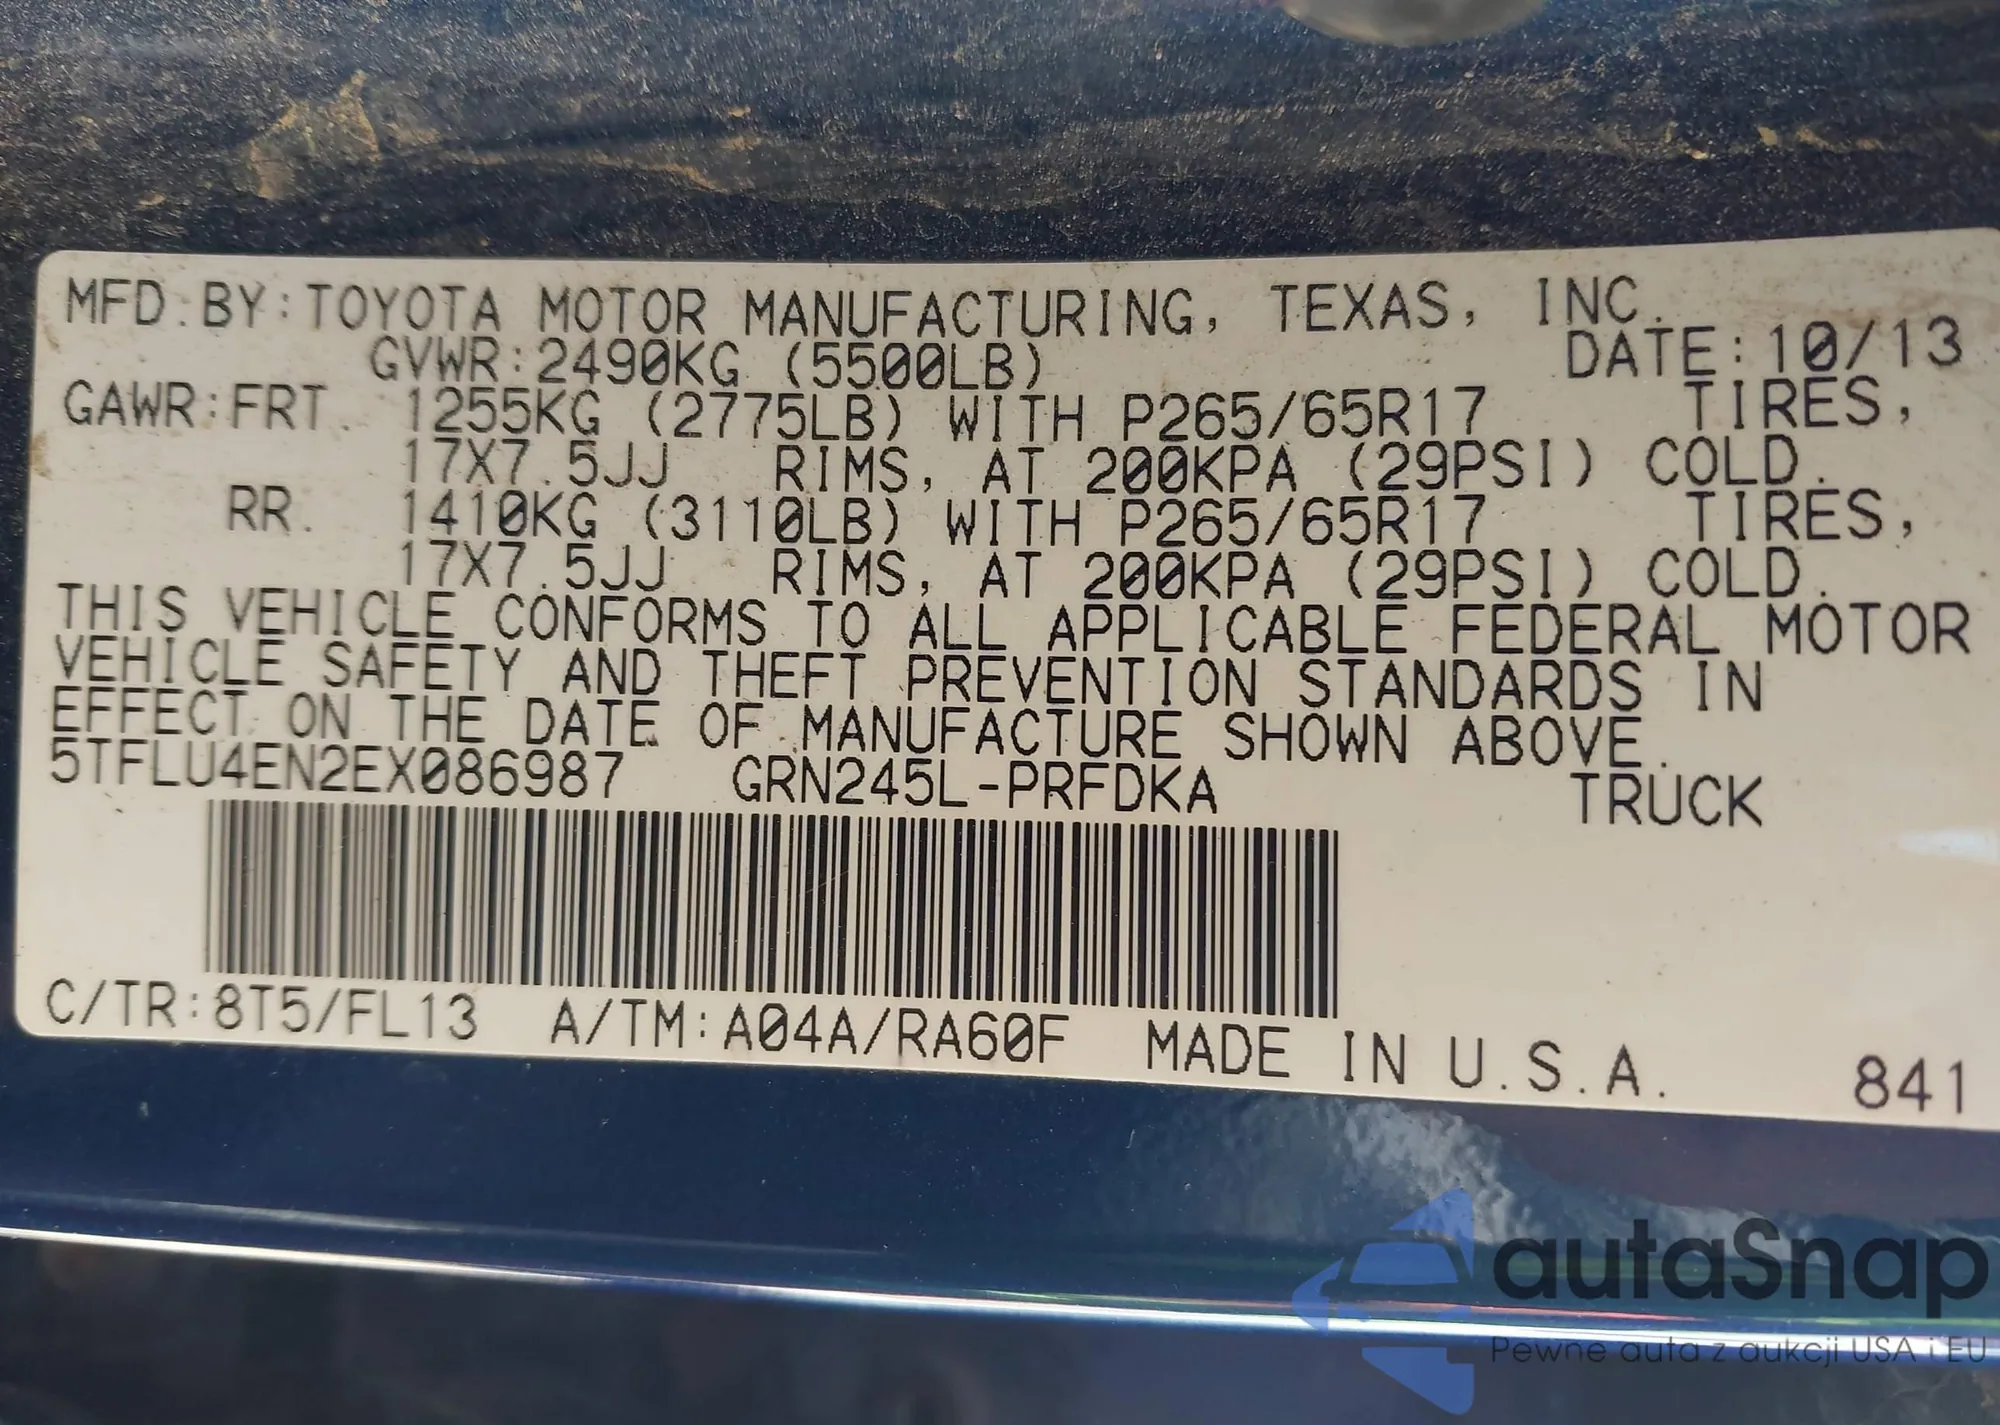 MFD.BY:TOYOTA MOTOR MANUFACTURING, TEXAS, INC.
GVWR:2490KG (5500LB) DATE:10/13
GAWR:FRT. 1255KG (2775LB) WITH P265/65R17 TIRES,
17X7.5JJ RIMS, AT 200KPA (29PSI) COLD.
RR. 1410KG (3110LB) WITH P265/65R17 TIRES,
17X7.5JJ RIMS, AT 200KPA (29PSI) COLD.
THIS VEHICLE CONFORMS TO ALL APPLICABLE FEDERAL MOTOR
VEHICLE SAFETY AND THEFT PREVENTION STANDARDS IN
EFFECT ON THE DATE OF MANUFACTURE SHOWN ABOVE.
5TFLU4EN2EX086987 GRN245L-PRFDKA TRUCK
C/TR:8T5/FL13 A/TM:A04A/RA60F MADE IN U.S.A. 841
autaSnap
Pewne auta z aukcji USA i EU